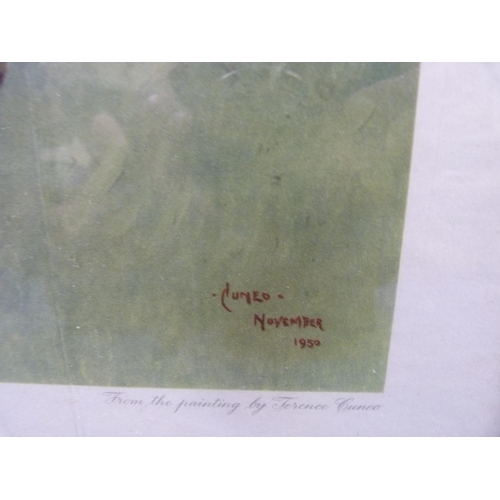 - CUNEO -
NOVEMBER
1950
From the painting by Terence Cuneo